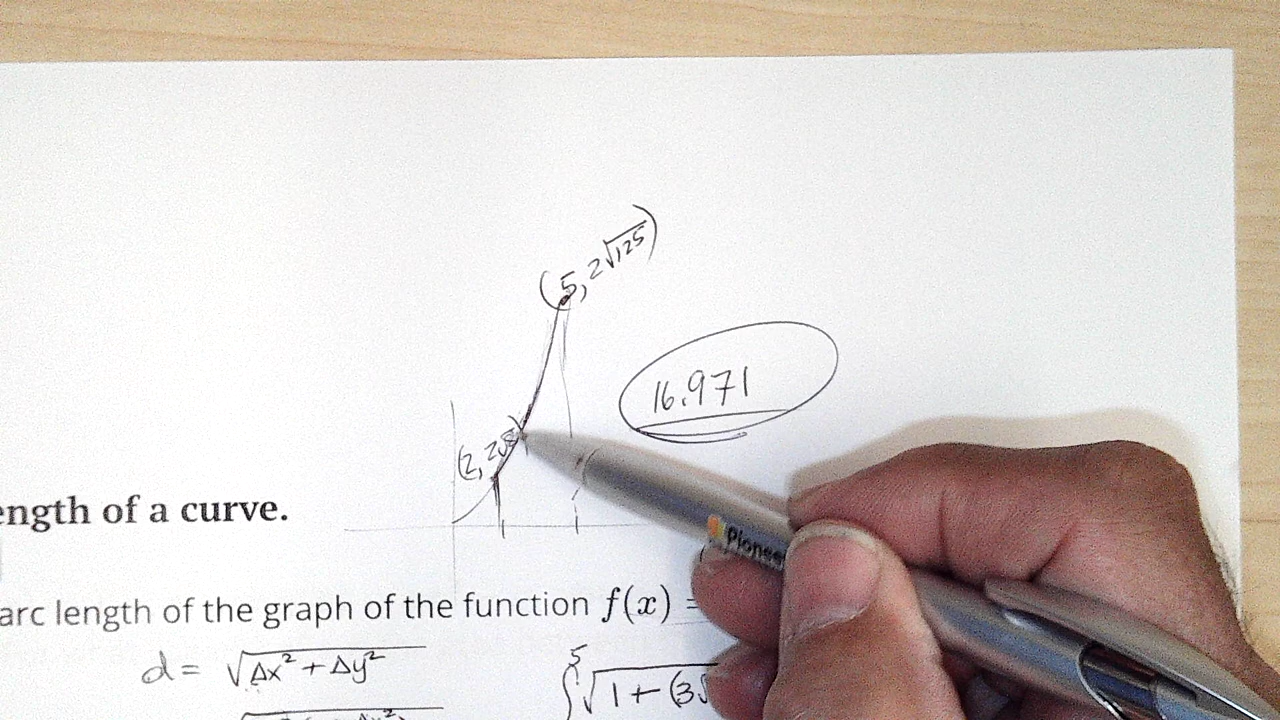 (5, 2√125)
16.971
(2, 2√8)
ength of a curve.
Pionee
arc length of the graph of the function f(x) =
d = √Δx² + Δy²
∫⁵ √1 + (3√